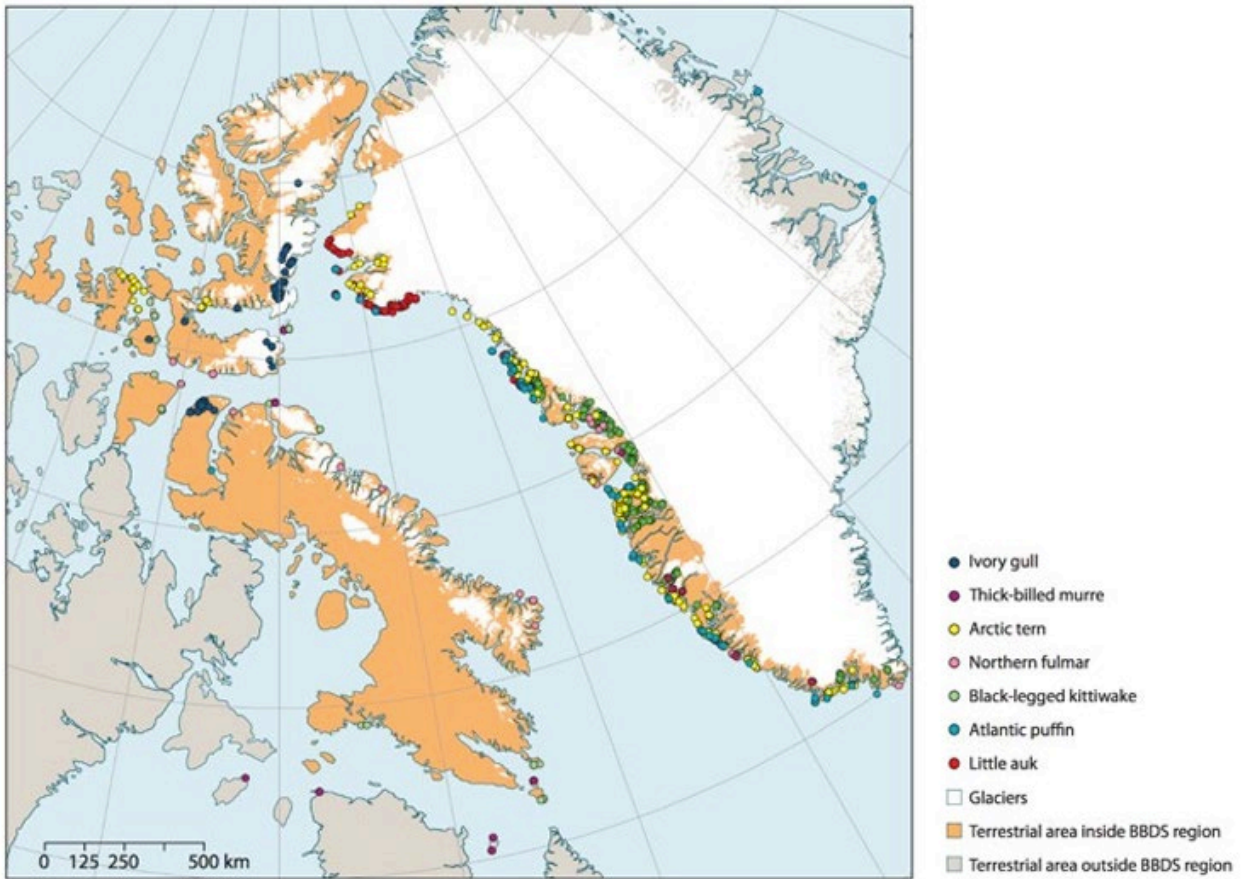 Ivory gull
Thick-billed murre
Arctic tern
Northern fulmar
Black-legged kittiwake
Atlantic puffin
Little auk
Glaciers
Terrestrial area inside BBDS region
Terrestrial area outside BBDS region
0 125 250 500 km